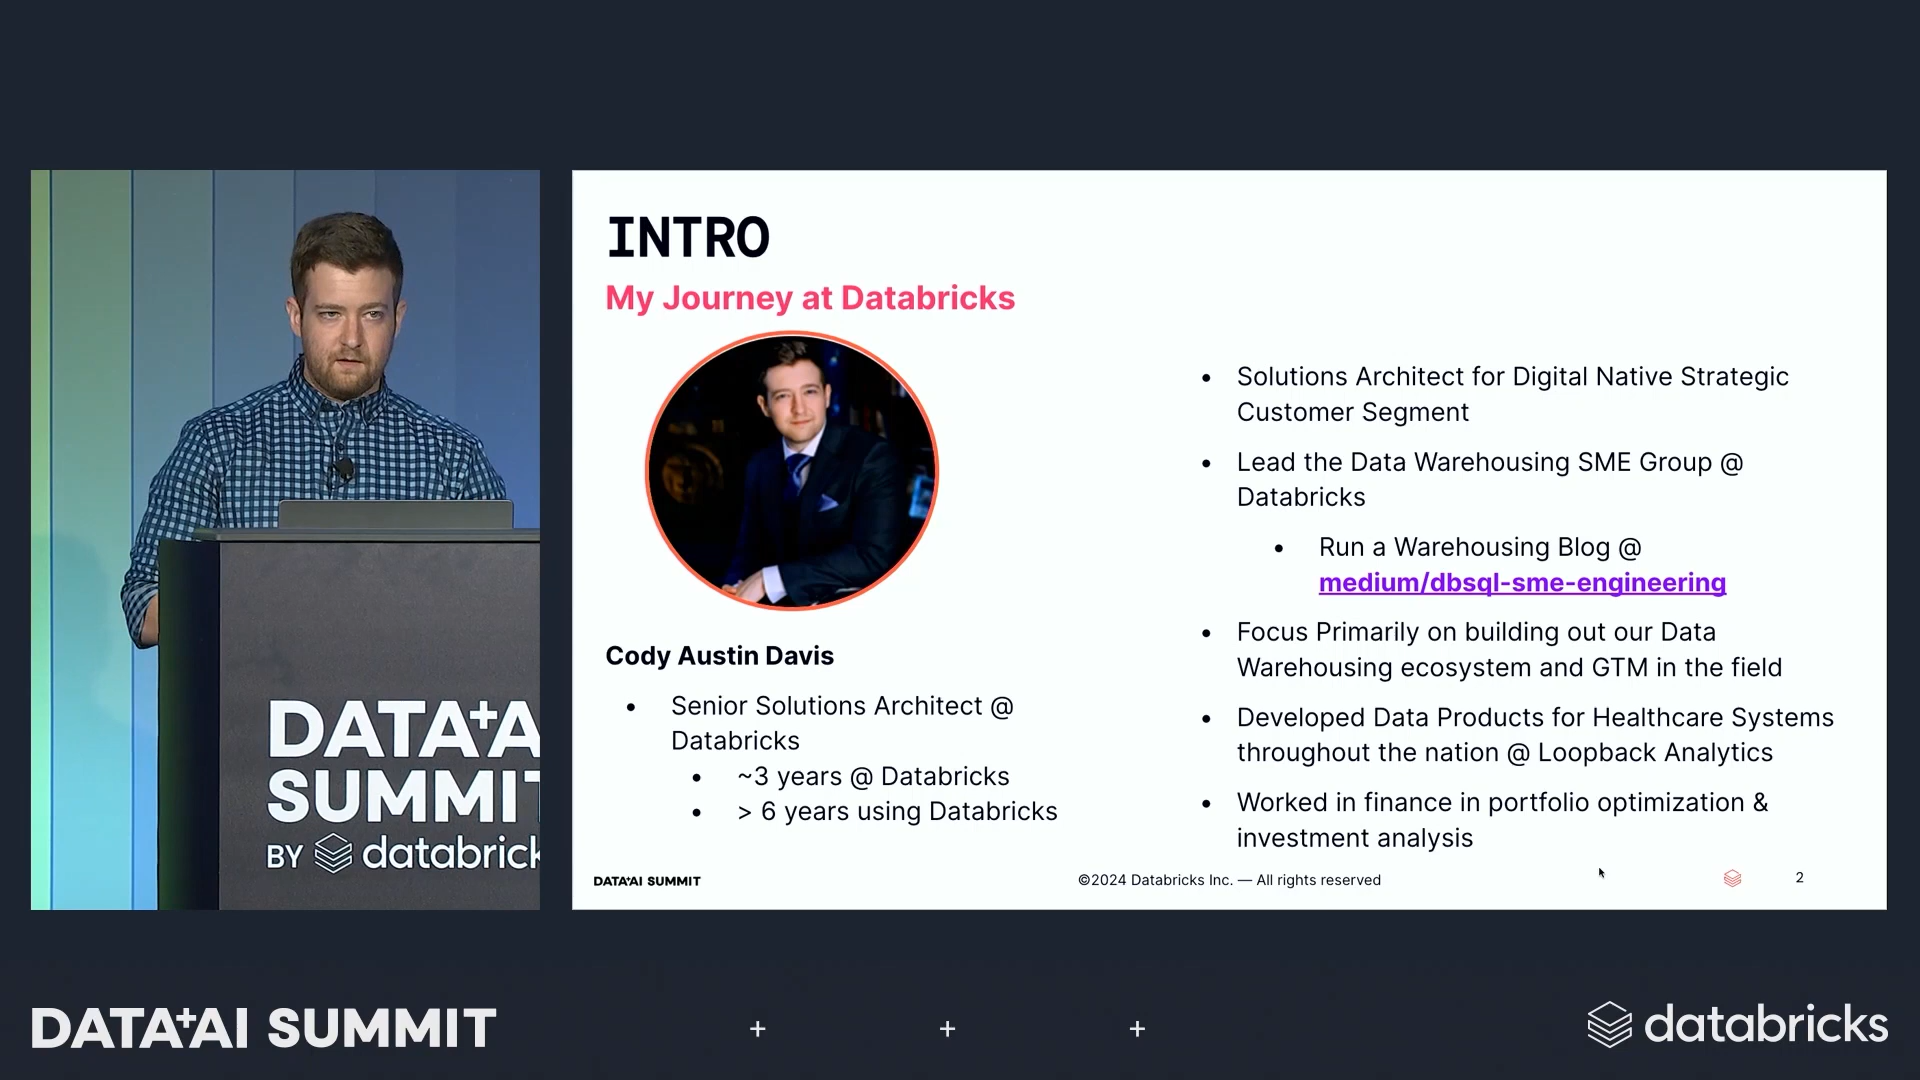 INTRO
My Journey at Databricks
Cody Austin Davis
• Senior Solutions Architect @
Databricks
• ~3 years @ Databricks
• > 6 years using Databricks
• Solutions Architect for Digital Native Strategic
Customer Segment
• Lead the Data Warehousing SME Group @
Databricks
• Run a Warehousing Blog @
medium/dbsql-sme-engineering
• Focus Primarily on building out our Data
Warehousing ecosystem and GTM in the field
• Developed Data Products for Healthcare Systems
throughout the nation @ Loopback Analytics
• Worked in finance in portfolio optimization &
investment analysis
DATA+AI SUMMIT
©2024 Databricks Inc. — All rights reserved
2
DATA+A
SUMMIT
BY databrick
DATA+AI SUMMIT
databricks